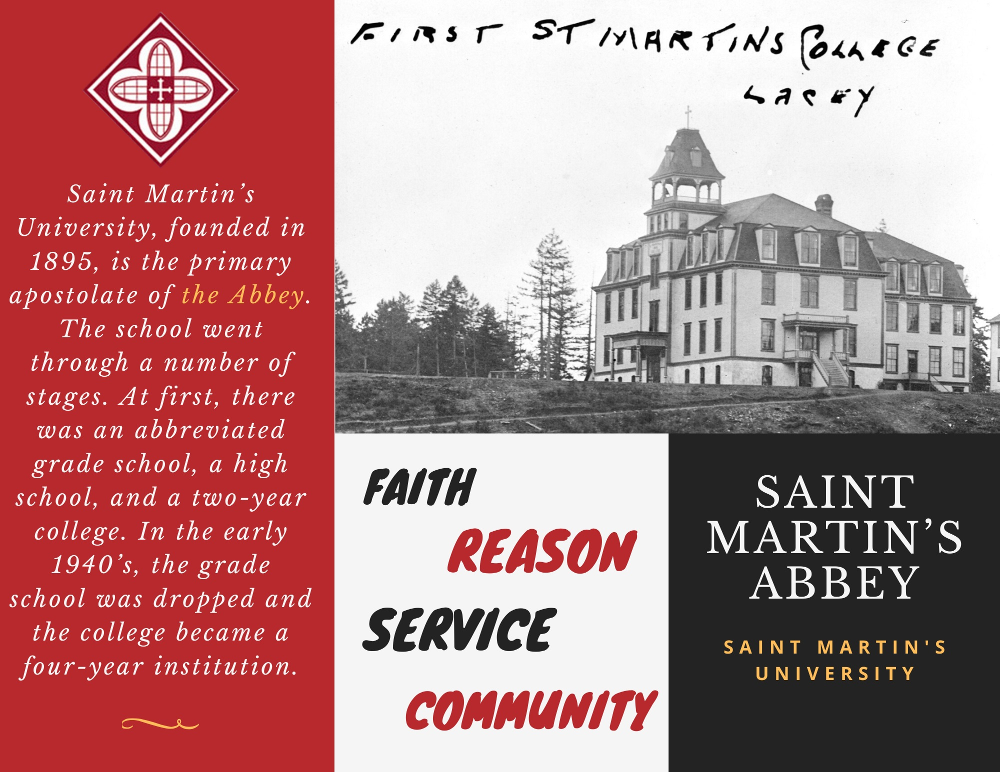 Saint Martin’s
University, founded in
1895, is the primary
apostolate of the Abbey.
The school went
through a number of
stages. At first, there
was an abbreviated
grade school, a high
school, and a two-year
college. In the early
1940’s, the grade
school was dropped and
the college became a
four-year institution.
FIRST ST MARTINS COLLEGE
LACEY
FAITH
REASON
SERVICE
COMMUNITY
SAINT
MARTIN’S
ABBEY
SAINT MARTIN'S
UNIVERSITY